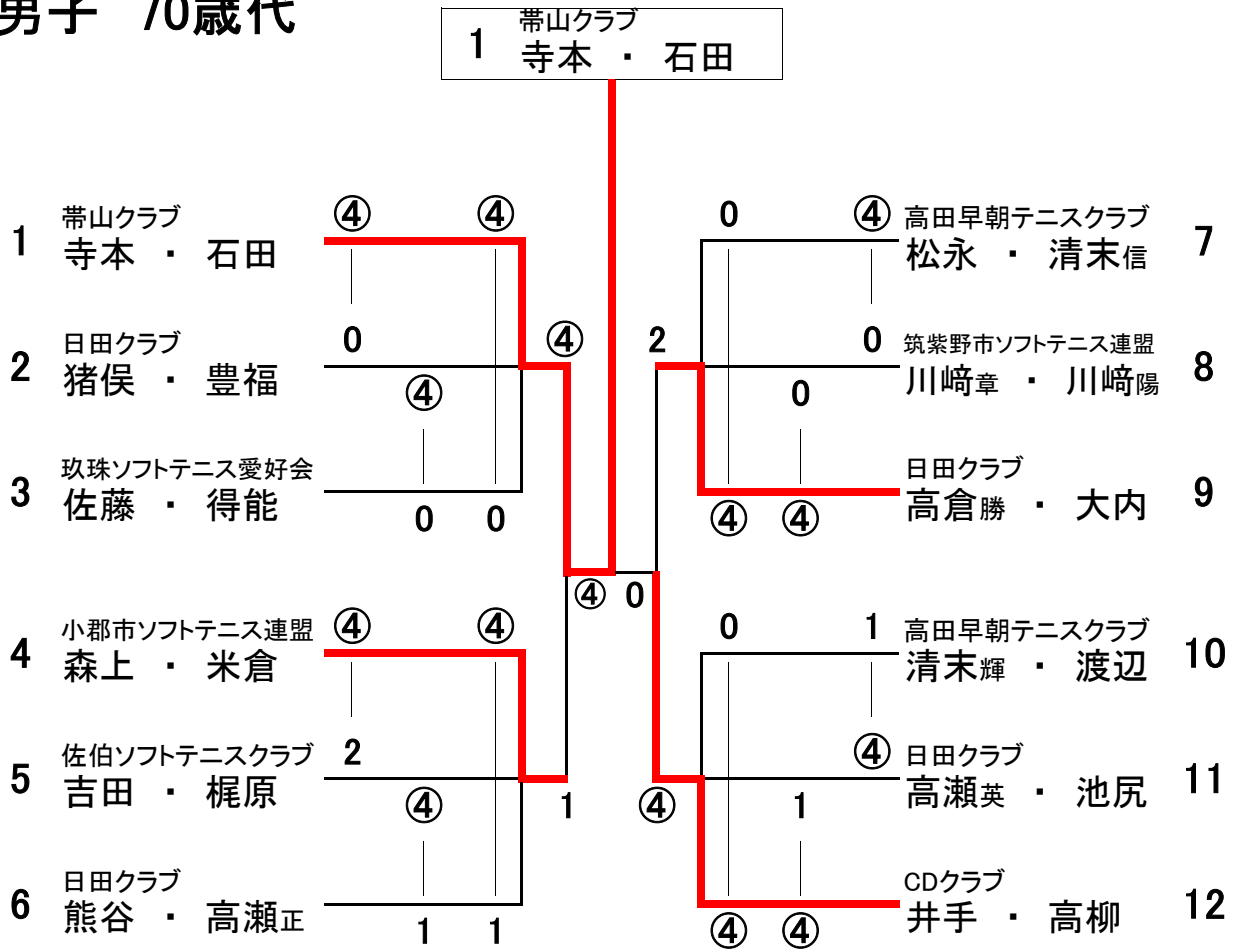 男子 70歳代
帯山クラブ
1 寺本 ・ 石田
帯山クラブ
1 寺本 ・ 石田
④ ④
日田クラブ
2 猪俣 ・ 豊福
0
④
玖珠ソフトテニス愛好会
3 佐藤 ・ 得能
0 0
④
小郡市ソフトテニス連盟
4 森上 ・ 米倉
④ ④
佐伯ソフトテニスクラブ
5 吉田 ・ 梶原
2
④
日田クラブ
6 熊谷 ・ 高瀬正
1 1
1
④ 0
2
0 ④
高田早朝テニスクラブ
松永 ・ 清末信 7
0
筑紫野市ソフトテニス連盟
川﨑章 ・ 川﨑陽 8
0
日田クラブ
高倉勝 ・ 大内 9
④ ④
0 1
高田早朝テニスクラブ
清末輝 ・ 渡辺 10
④
日田クラブ
高瀬英 ・ 池尻 11
④
1
CDクラブ
井手 ・ 高柳 12
④ ④